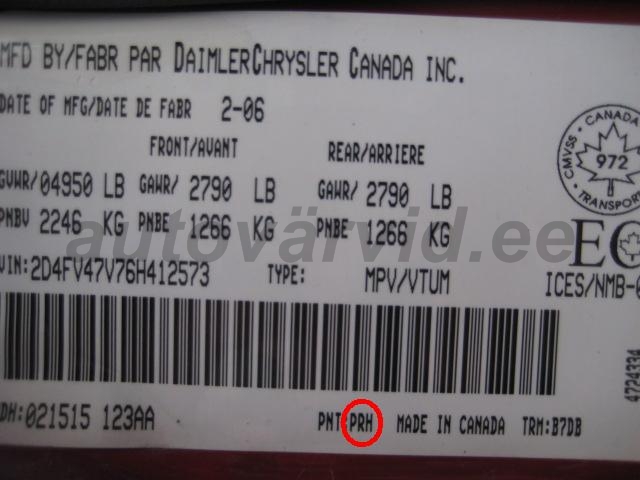 MFD BY/FABR PAR DAIMLERCHRYSLER CANADA INC.
DATE OF MFG/DATE DE FABR 2-06
FRONT/AVANT REAR/ARRIERE
GVWR/04950 LB GAWR/ 2790 LB GAWR/ 2790 LB
PNBV 2246 KG PNBE 1266 KG PNBE 1266 KG
CANADA
CMVSS
972
TRANSPORT
autovärvid.ee
EC
VIN:2D4FV47V76H412573 TYPE: MPV/VTUM ICES/NMB-0
4724334
DH:021515 123AA PNT:PRH MADE IN CANADA TRM:B7DB